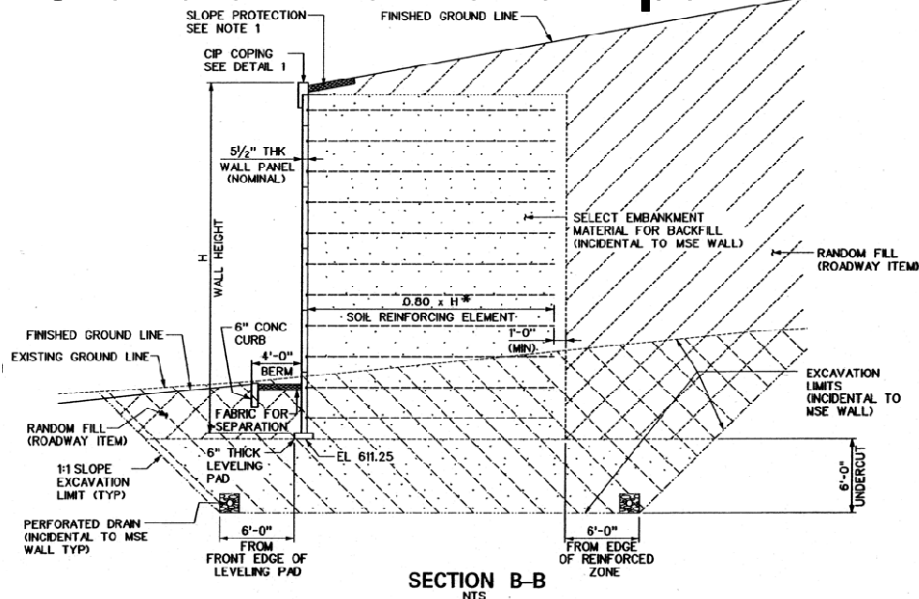 SLOPE PROTECTION
SEE NOTE 1
FINISHED GROUND LINE
CIP COPING
SEE DETAIL 1
5½" THK
WALL PANEL
(NOMINAL)
H
WALL HEIGHT
SELECT EMBANKMENT
MATERIAL FOR BACKFILL
(INCIDENTAL TO MSE WALL)
RANDOM FILL
(ROADWAY ITEM)
0.80 x H*
SOIL REINFORCING ELEMENT
1'-0"
(MIN)
FINISHED GROUND LINE
EXISTING GROUND LINE
6" CONC
CURB
4'-0"
BERM
EXCAVATION
LIMITS
(INCIDENTAL TO
MSE WALL)
FABRIC FOR
SEPARATION
RANDOM FILL
(ROADWAY ITEM)
6" THICK
LEVELING
PAD
EL 611.25
1:1 SLOPE
EXCAVATION
LIMIT (TYP)
6'-0"
UNDERCUT
PERFORATED DRAIN
(INCIDENTAL TO MSE
WALL TYP)
6'-0"
FROM
FRONT EDGE OF
LEVELING PAD
6'-0"
FROM EDGE
OF REINFORCED
ZONE
SECTION B-B
NTS